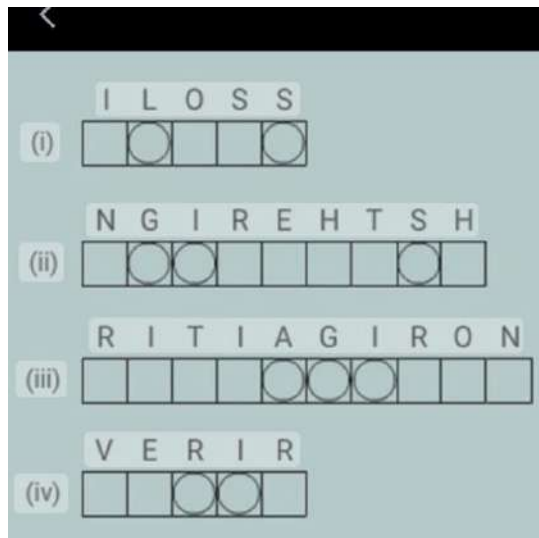 I L O S S
(i)
N G I R E H T S H
(ii)
R I T I A G I R O N
(iii)
V E R I R
(iv)